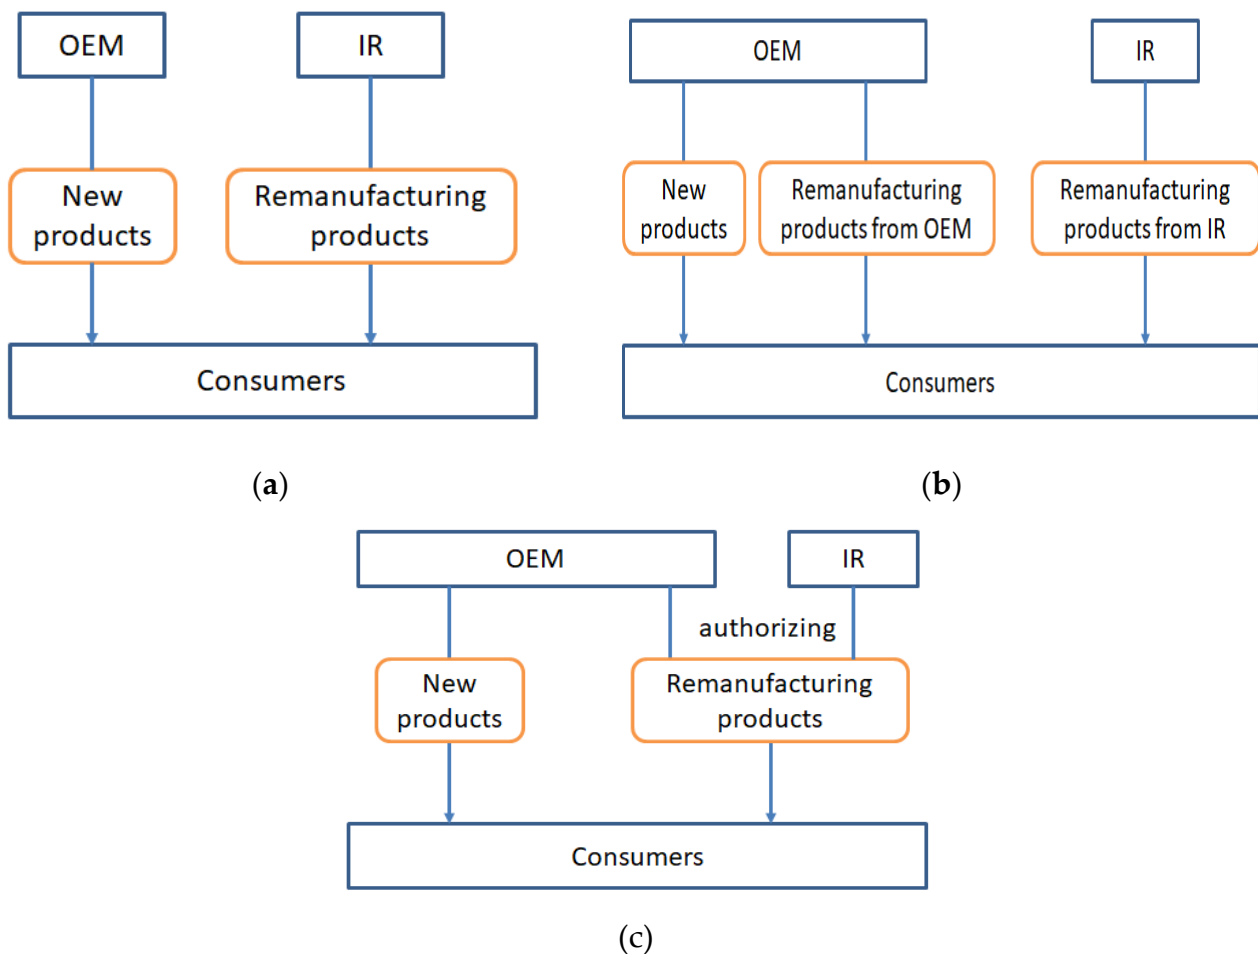 OEM
IR
New
products
Remanufacturing
products
Consumers
(a)
OEM
IR
New
products
Remanufacturing
products from OEM
Remanufacturing
products from IR
Consumers
(b)
OEM
IR
authorizing
New
products
Remanufacturing
products
Consumers
(c)